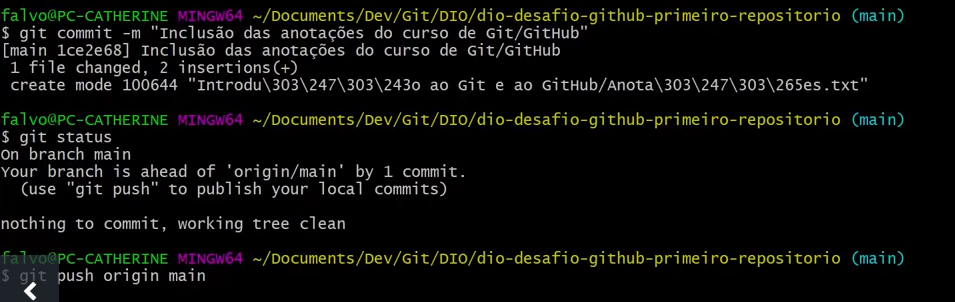 falvo@PC-CATHERINE MINGW64 ~/Documents/Dev/Git/DIO/dio-desafio-github-primeiro-repositorio (main)
$ git commit -m "Inclusão das anotações do curso de Git/GitHub"
[main 1ce2e68] Inclusão das anotações do curso de Git/GitHub
 1 file changed, 2 insertions(+)
 create mode 100644 "Introdu\303\247\303\243o ao Git e ao GitHub/Anota\303\247\303\265es.txt"
falvo@PC-CATHERINE MINGW64 ~/Documents/Dev/Git/DIO/dio-desafio-github-primeiro-repositorio (main)
$ git status
On branch main
Your branch is ahead of 'origin/main' by 1 commit.
  (use "git push" to publish your local commits)
nothing to commit, working tree clean
falvo@PC-CATHERINE MINGW64 ~/Documents/Dev/Git/DIO/dio-desafio-github-primeiro-repositorio (main)
$ git push origin main